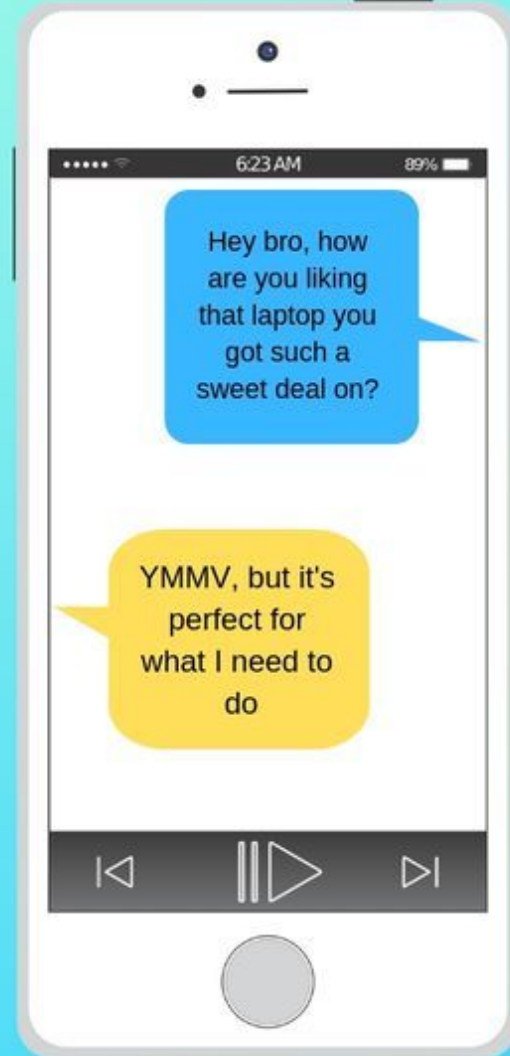 6:23 AM 89%
Hey bro, how
are you liking
that laptop you
got such a
sweet deal on?
YMMV, but it's
perfect for
what I need to
do